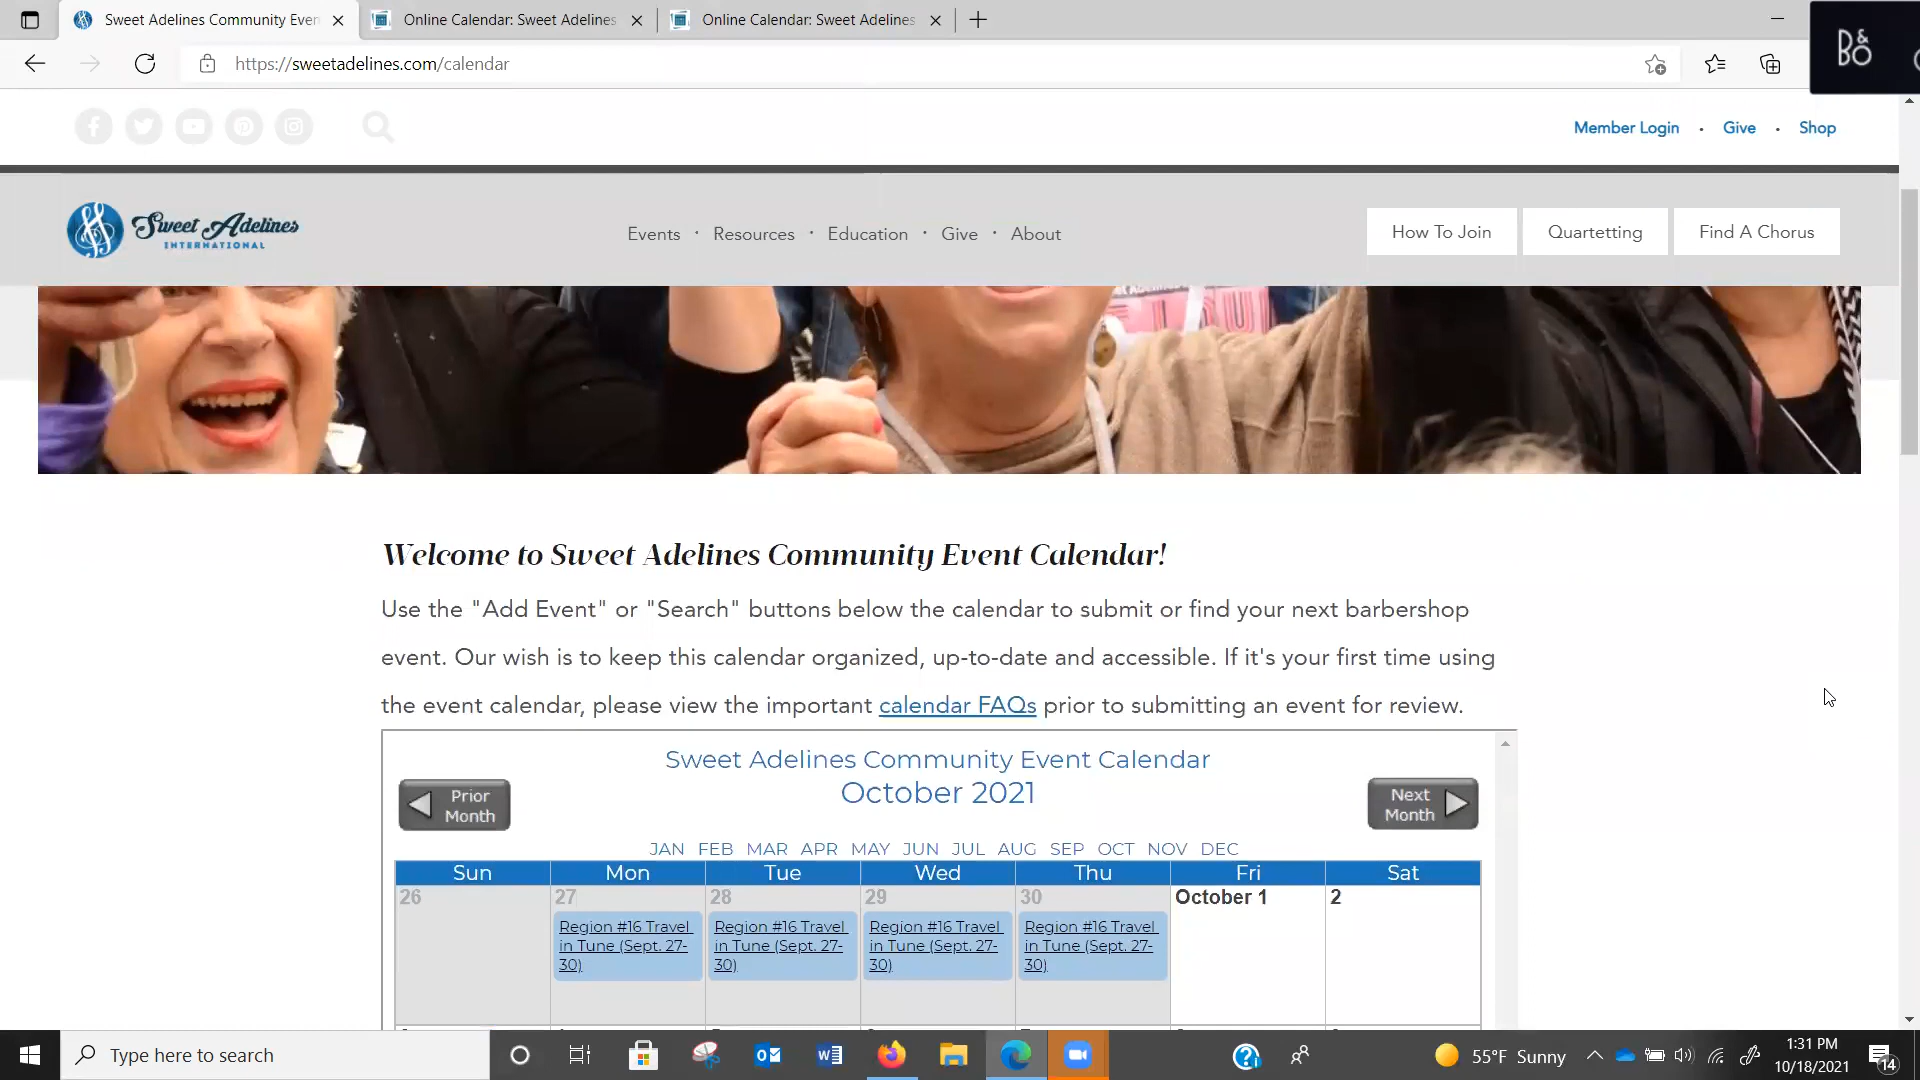 Sweet Adelines Community Even
Online Calendar: Sweet Adelines
Online Calendar: Sweet Adelines
https://sweetadelines.com/calendar
B&O
Member Login · Give · Shop
Sweet Adelines
INTERNATIONAL
Events · Resources · Education · Give · About
How To Join
Quartetting
Find A Chorus
Welcome to Sweet Adelines Community Event Calendar!
Use the "Add Event" or "Search" buttons below the calendar to submit or find your next barbershop
event. Our wish is to keep this calendar organized, up-to-date and accessible. If it's your first time using
the event calendar, please view the important calendar FAQs prior to submitting an event for review.
Sweet Adelines Community Event Calendar
October 2021
Prior
Month
Next
Month
JAN FEB MAR APR MAY JUN JUL AUG SEP OCT NOV DEC
Sun Mon Tue Wed Thu Fri Sat
26 27 28 29 30 October 1 2
Region #16 Travel
in Tune (Sept. 27-
30)
Region #16 Travel
in Tune (Sept. 27-
30)
Region #16 Travel
in Tune (Sept. 27-
30)
Region #16 Travel
in Tune (Sept. 27-
30)
Type here to search
55°F Sunny
1:31 PM
10/18/2021
14